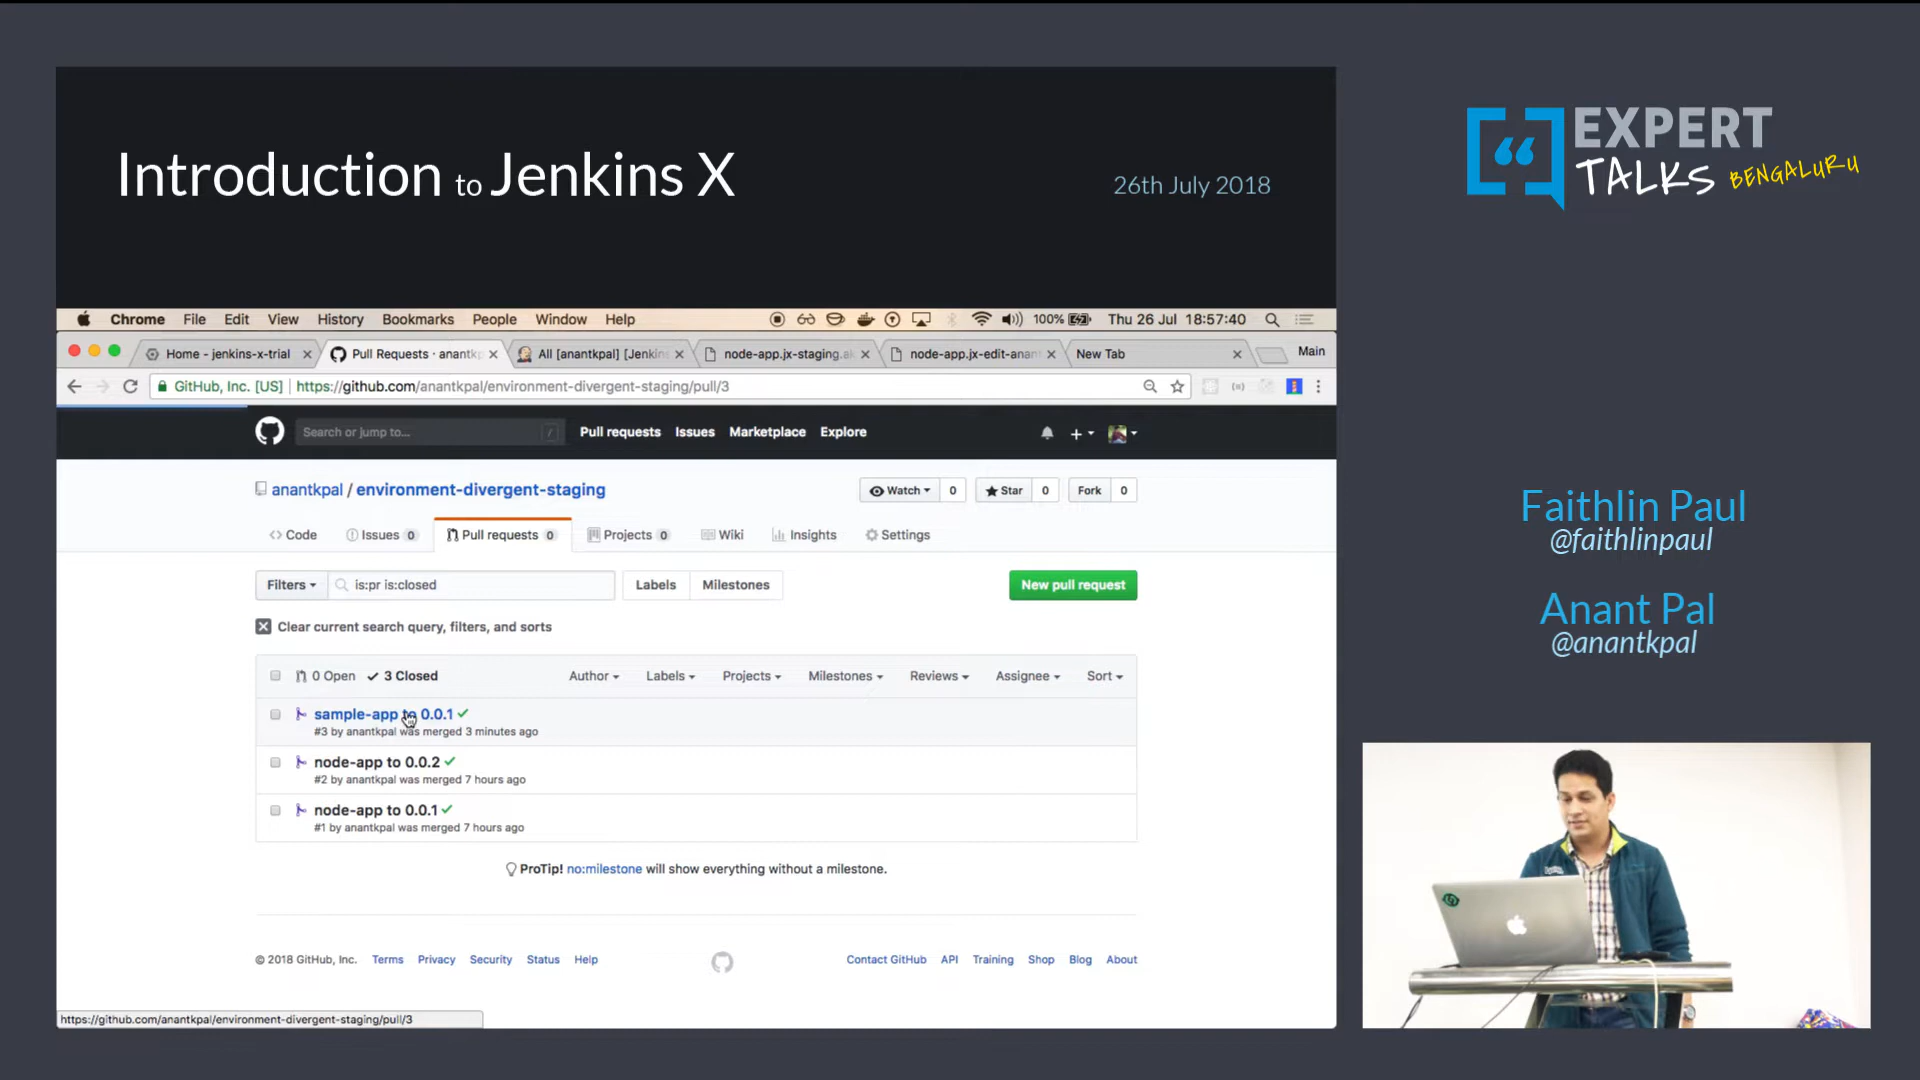 Introduction to Jenkins X
26th July 2018
EXPERT
TALKS BENGALURU
Chrome File Edit View History Bookmarks People Window Help 100% Thu 26 Jul 18:57:40
Home - jenkins-x-trial Pull Requests · anantk All [anantkpal] [Jenkins node-app.jx-staging.a node-app.jx-edit-anan New Tab Main
GitHub, Inc. [US] https://github.com/anantkpal/environment-divergent-staging/pull/3
Search or jump to... / Pull requests Issues Marketplace Explore
anantkpal / environment-divergent-staging Watch 0 Star 0 Fork 0
Code Issues 0 Pull requests 0 Projects 0 Wiki Insights Settings
Filters is:pr is:closed Labels Milestones New pull request
Clear current search query, filters, and sorts
0 Open 3 Closed Author Labels Projects Milestones Reviews Assignee Sort
sample-app to 0.0.1
#3 by anantkpal was merged 3 minutes ago
node-app to 0.0.2
#2 by anantkpal was merged 7 hours ago
node-app to 0.0.1
#1 by anantkpal was merged 7 hours ago
ProTip! no:milestone will show everything without a milestone.
© 2018 GitHub, Inc. Terms Privacy Security Status Help Contact GitHub API Training Shop Blog About
https://github.com/anantkpal/environment-divergent-staging/pull/3
Faithlin Paul
@faithlinpaul
Anant Pal
@anantkpal